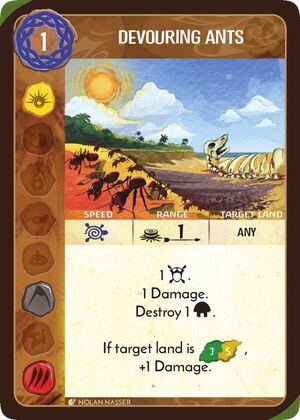 1
DEVOURING ANTS
SPEED RANGE TARGET LAND
1 ANY
1 .
1 Damage.
Destroy 1 .
If target land is J S ,
+1 Damage.
NOLAN NASSER